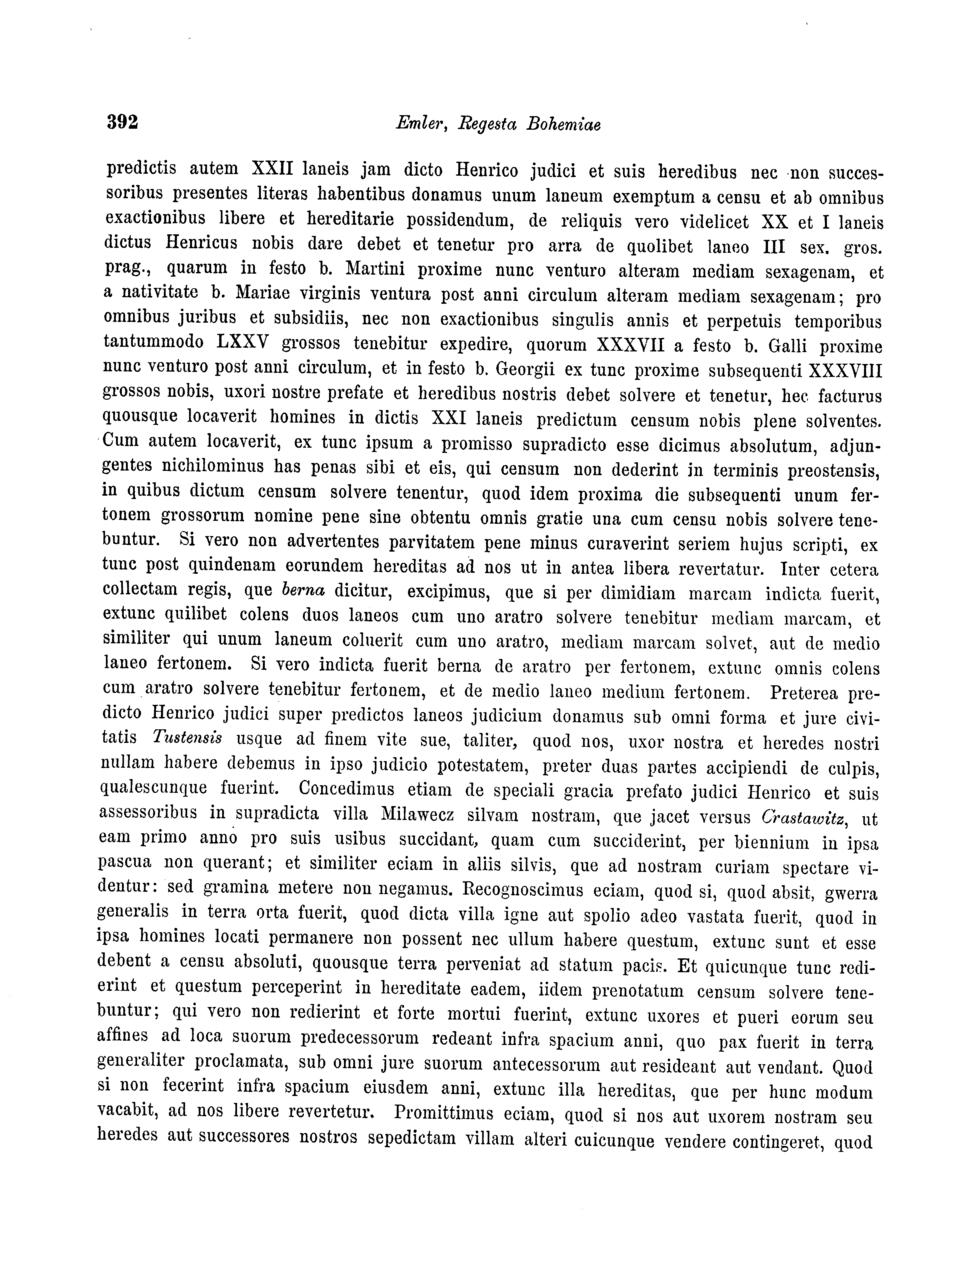 392 Emler, Regesta Bohemiae
predictis autem XXII laneis jam dicto Henrico judici et suis heredibus nec non succes-
soribus presentes literas habentibus donamus unum laneum exemptum a censu et ab omnibus
exactionibus libere et hereditarie possidendum, de reliquis vero videlicet XX et I laneis
dictus Henricus nobis dare debet et tenetur pro arra de quolibet laneo III sex. gros.
prag., quarum in festo b. Martini proxime nunc venturo alteram mediam sexagenam, et
a nativitate b. Mariae virginis ventura post anni circulum alteram mediam sexagenam; pro
omnibus juribus et subsidiis, nec non exactionibus singulis annis et perpetuis temporibus
tantummodo LXXV grossos tenebitur expedire, quorum XXXVII a festo b. Galli proxime
nunc venturo post anni circulum, et in festo b. Georgii ex tunc proxime subsequenti XXXVIII
grossos nobis, uxori nostre prefate et heredibus nostris debet solvere et tenetur, hec facturus
quousque locaverit homines in dictis XXI laneis predictum censum nobis plene solventes.
Cum autem locaverit, ex tunc ipsum a promisso supradicto esse dicimus absolutum, adjun-
gentes nichilominus has penas sibi et eis, qui censum non dederint in terminis preostensis,
in quibus dictum censum solvere tenentur, quod idem proxima die subsequenti unum fer-
tonem grossorum nomine pene sine obtentu omnis gratie una cum censu nobis solvere tene-
buntur. Si vero non advertentes parvitatem pene minus curaverint seriem hujus scripti, ex
tunc post quindenam eorundem hereditas ad nos ut in antea libera revertatur. Inter cetera
collectam regis, que berna dicitur, excipimus, que si per dimidiam marcam indicta fuerit,
extunc quilibet colens duos laneos cum uno aratro solvere tenebitur mediam marcam, et
similiter qui unum laneum coluerit cum uno aratro, mediam marcam solvet, aut de medio
laneo fertonem. Si vero indicta fuerit berna de aratro per fertonem, extunc omnis colens
cum aratro solvere tenebitur fertonem, et de medio laneo medium fertonem. Preterea pre-
dicto Henrico judici super predictos laneos judicium donamus sub omni forma et jure civi-
tatis Tustensis usque ad finem vite sue, taliter, quod nos, uxor nostra et heredes nostri
nullam habere debemus in ipso judicio potestatem, preter duas partes accipiendi de culpis,
qualescunque fuerint. Concedimus etiam de speciali gracia prefato judici Henrico et suis
assessoribus in supradicta villa Milawecz silvam nostram, que jacet versus Crastawitz, ut
eam primo anno pro suis usibus succidant, quam cum succiderint, per biennium in ipsa
pascua non querant; et similiter eciam in aliis silvis, que ad nostram curiam spectare vi-
dentur: sed gramina metere non negamus. Recognoscimus eciam, quod si, quod absit, gwerra
generalis in terra orta fuerit, quod dicta villa igne aut spolio adeo vastata fuerit, quod in
ipsa homines locati permanere non possent nec ullum habere questum, extunc sunt et esse
debent a censu absoluti, quousque terra perveniat ad statum pacis. Et quicunque tunc redi-
erint et questum perceperint in hereditate eadem, iidem prenotatum censum solvere tene-
buntur; qui vero non redierint et forte mortui fuerint, extunc uxores et pueri eorum seu
affines ad loca suorum predecessorum redeant infra spacium anni, quo pax fuerit in terra
generaliter proclamata, sub omni jure suorum antecessorum aut resideant aut vendant. Quod
si non fecerint infra spacium eiusdem anni, extunc illa hereditas, que per hunc modum
vacabit, ad nos libere revertetur. Promittimus eciam, quod si nos aut uxorem nostram seu
heredes aut successores nostros sepedictam villam alteri cuicunque vendere contingeret, quod